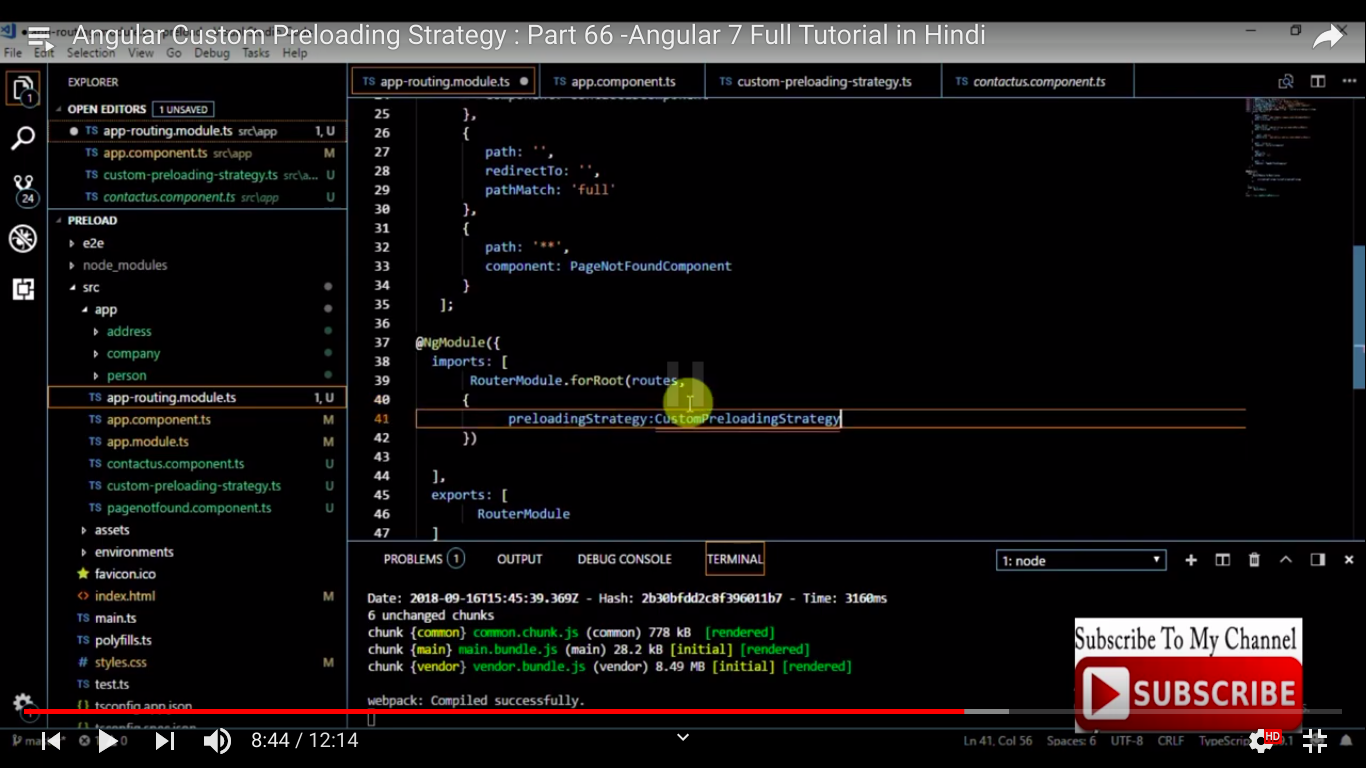 Angular Custom Preloading Strategy : Part 66 -Angular 7 Full Tutorial in Hindi
File Edit Selection View Go Debug Tasks Help
EXPLORER
OPEN EDITORS 1 UNSAVED
TS app-routing.module.ts src\app 1, U
TS app.component.ts src\app M
TS custom-preloading-strategy.ts src\a... U
TS contactus.component.ts src\app U
PRELOAD
e2e
node_modules
src
app
address
company
person
TS app-routing.module.ts 1, U
TS app.component.ts M
TS app.module.ts M
TS contactus.component.ts U
TS custom-preloading-strategy.ts U
TS pagenotfound.component.ts U
assets
environments
favicon.ico
index.html M
TS main.ts
TS polyfills.ts
# styles.css M
TS test.ts
{} tsconfig.app.json
1
24
TS app-routing.module.ts
TS app.component.ts
TS custom-preloading-strategy.ts
TS contactus.component.ts
25 },
26 {
27 path: '',
28 redirectTo: '',
29 pathMatch: 'full'
30 },
31 {
32 path: '**',
33 component: PageNotFoundComponent
34 }
35 ];
36
37 @NgModule({
38 imports: [
39 RouterModule.forRoot(routes,
40 {
41 preloadingStrategy:CustomPreloadingStrategy
42 })
43
44 ],
45 exports: [
46 RouterModule
47 ]
PROBLEMS 1 OUTPUT DEBUG CONSOLE TERMINAL 1: node
Date: 2018-09-16T15:45:39.369Z - Hash: 2b30bfdd2c8f396011b7 - Time: 3160ms
6 unchanged chunks
chunk {common} common.chunk.js (common) 778 kB [rendered]
chunk {main} main.bundle.js (main) 28.2 kB [initial] [rendered]
chunk {vendor} vendor.bundle.js (vendor) 8.49 MB [initial] [rendered]
webpack: Compiled successfully.
Subscribe To My Channel
SUBSCRIBE
8:44 / 12:14
Ln 41, Col 56 Spaces: 6 UTF-8 CRLF
HD